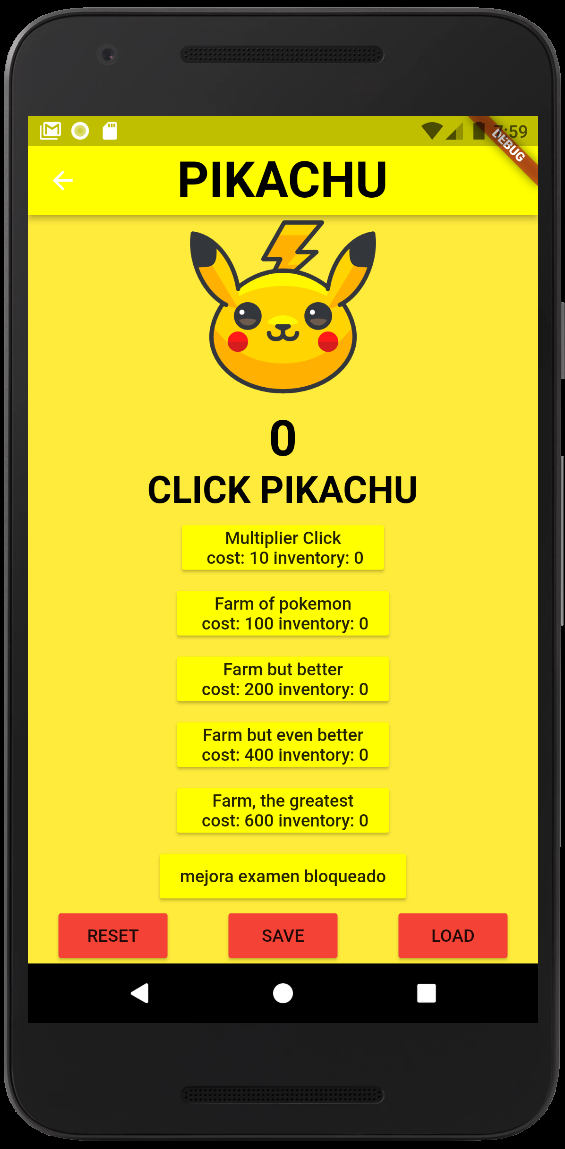 7:59
DEBUG
PIKACHU
0
CLICK PIKACHU
Multiplier Click
cost: 10 inventory: 0
Farm of pokemon
cost: 100 inventory: 0
Farm but better
cost: 200 inventory: 0
Farm but even better
cost: 400 inventory: 0
Farm, the greatest
cost: 600 inventory: 0
mejora examen bloqueado
RESET SAVE LOAD